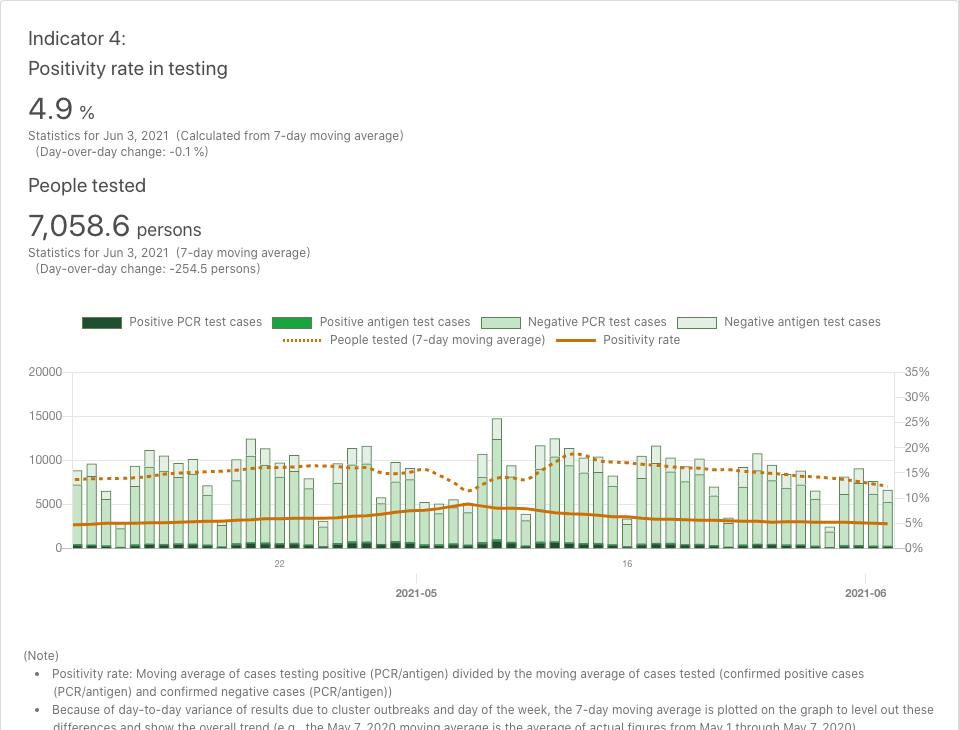 Indicator 4:
Positivity rate in testing
4.9 %
Statistics for Jun 3, 2021 (Calculated from 7-day moving average)
(Day-over-day change: -0.1 %)
People tested
7,058.6 persons
Statistics for Jun 3, 2021 (7-day moving average)
(Day-over-day change: -254.5 persons)
Positive PCR test cases Positive antigen test cases Negative PCR test cases Negative antigen test cases
People tested (7-day moving average) Positivity rate
20000 35%
30%
15000 25%
20%
10000 15%
10%
5000 5%
0 0%
22 16
2021-05 2021-06
(Note)
• Positivity rate: Moving average of cases testing positive (PCR/antigen) divided by the moving average of cases tested (confirmed positive cases
(PCR/antigen) and confirmed negative cases (PCR/antigen))
• Because of day-to-day variance of results due to cluster outbreaks and day of the week, the 7-day moving average is plotted on the graph to level out these
differences and show the overall trend (e.g., the May 7, 2020 moving average is the average of actual figures from May 1 through May 7, 2020)